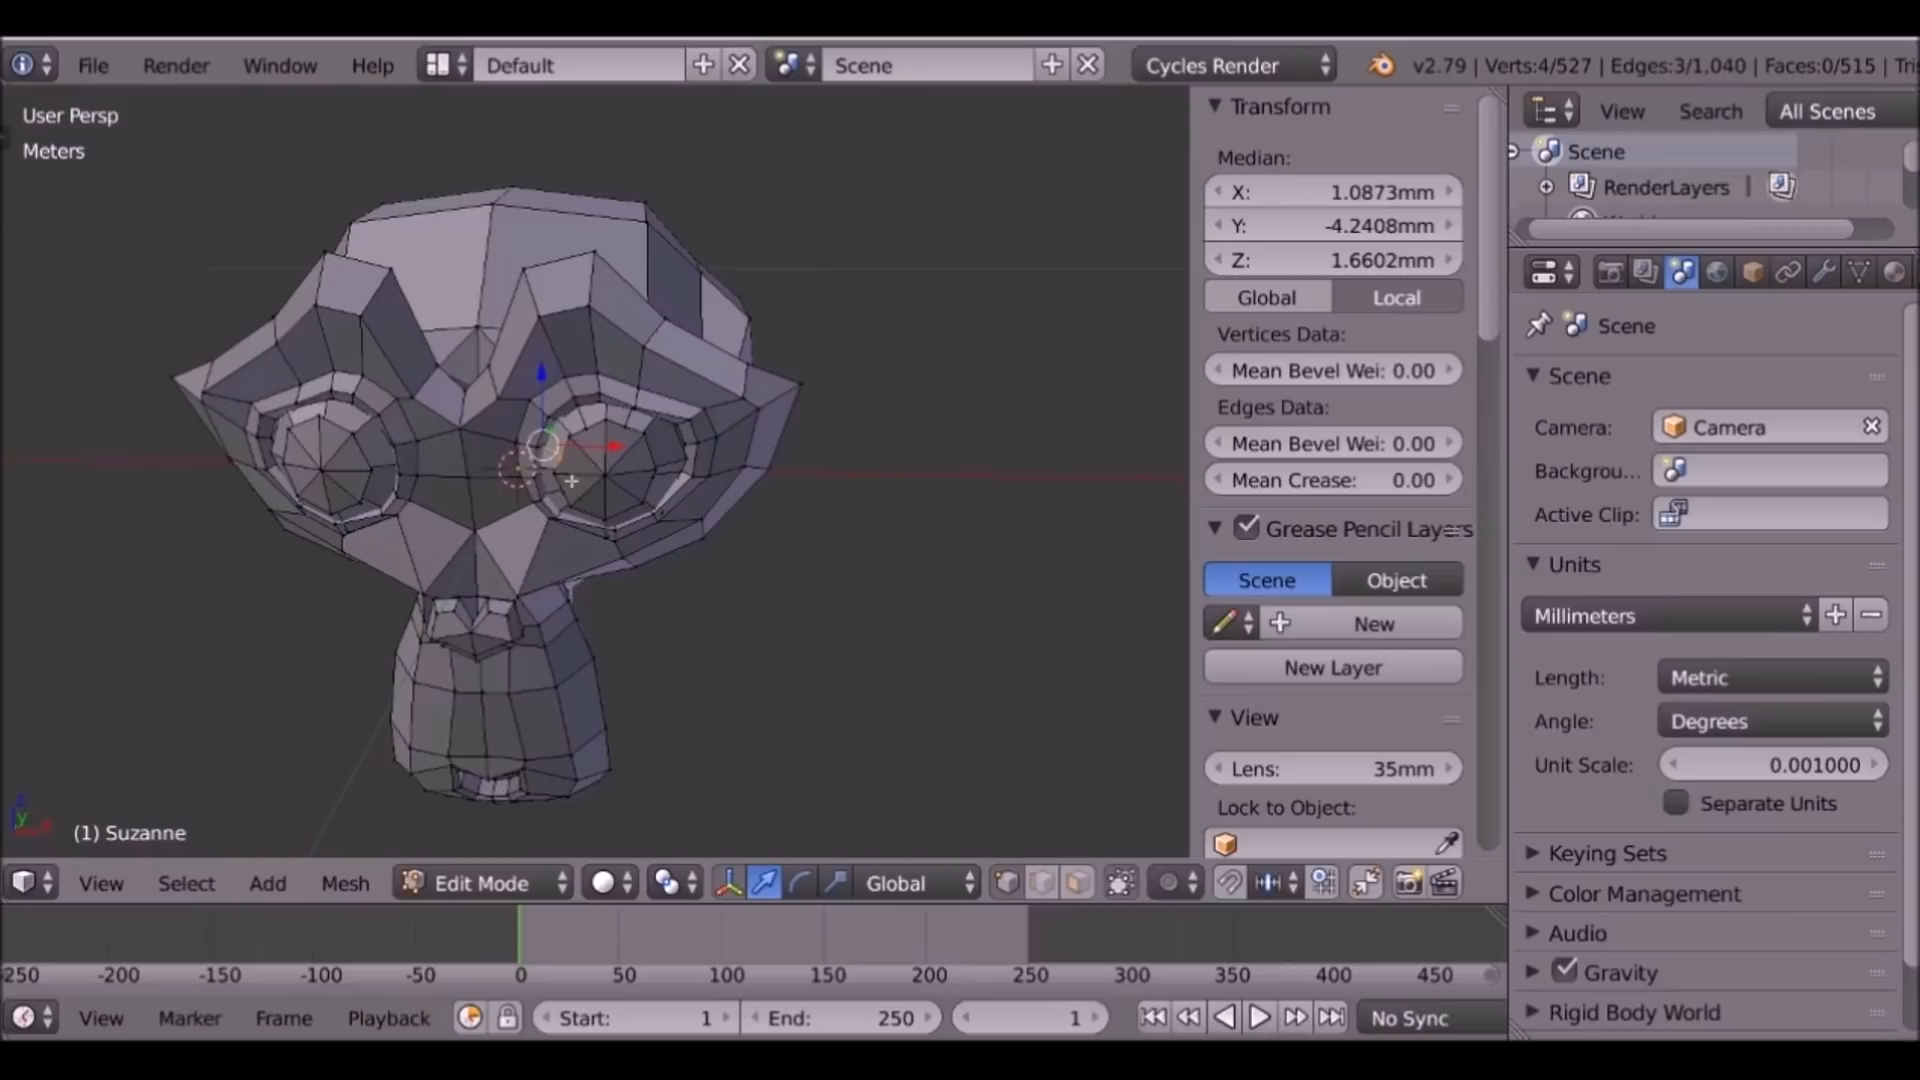 File Render Window Help Default Scene Cycles Render v2.79 | Verts:4/527 | Edges:3/1,040 | Faces:0/515 | Tri
User Persp
Meters
(1) Suzanne
Transform
Median:
X: 1.0873mm
Y: -4.2408mm
Z: 1.6602mm
Global Local
Vertices Data:
Mean Bevel Wei: 0.00
Edges Data:
Mean Bevel Wei: 0.00
Mean Crease: 0.00
Grease Pencil Layers
Scene Object
New
New Layer
View
Lens: 35mm
Lock to Object:
View Search All Scenes
Scene
RenderLayers |
Scene
Scene
Camera: Camera
Backgrou...
Active Clip:
Units
Millimeters
Length: Metric
Angle: Degrees
Unit Scale: 0.001000
Separate Units
Keying Sets
Color Management
Audio
Gravity
Rigid Body World
View Select Add Mesh Edit Mode Global
250 -200 -150 -100 -50 0 50 100 150 200 250 300 350 400 450
View Marker Frame Playback Start: 1 End: 250 1 No Sync
z
y